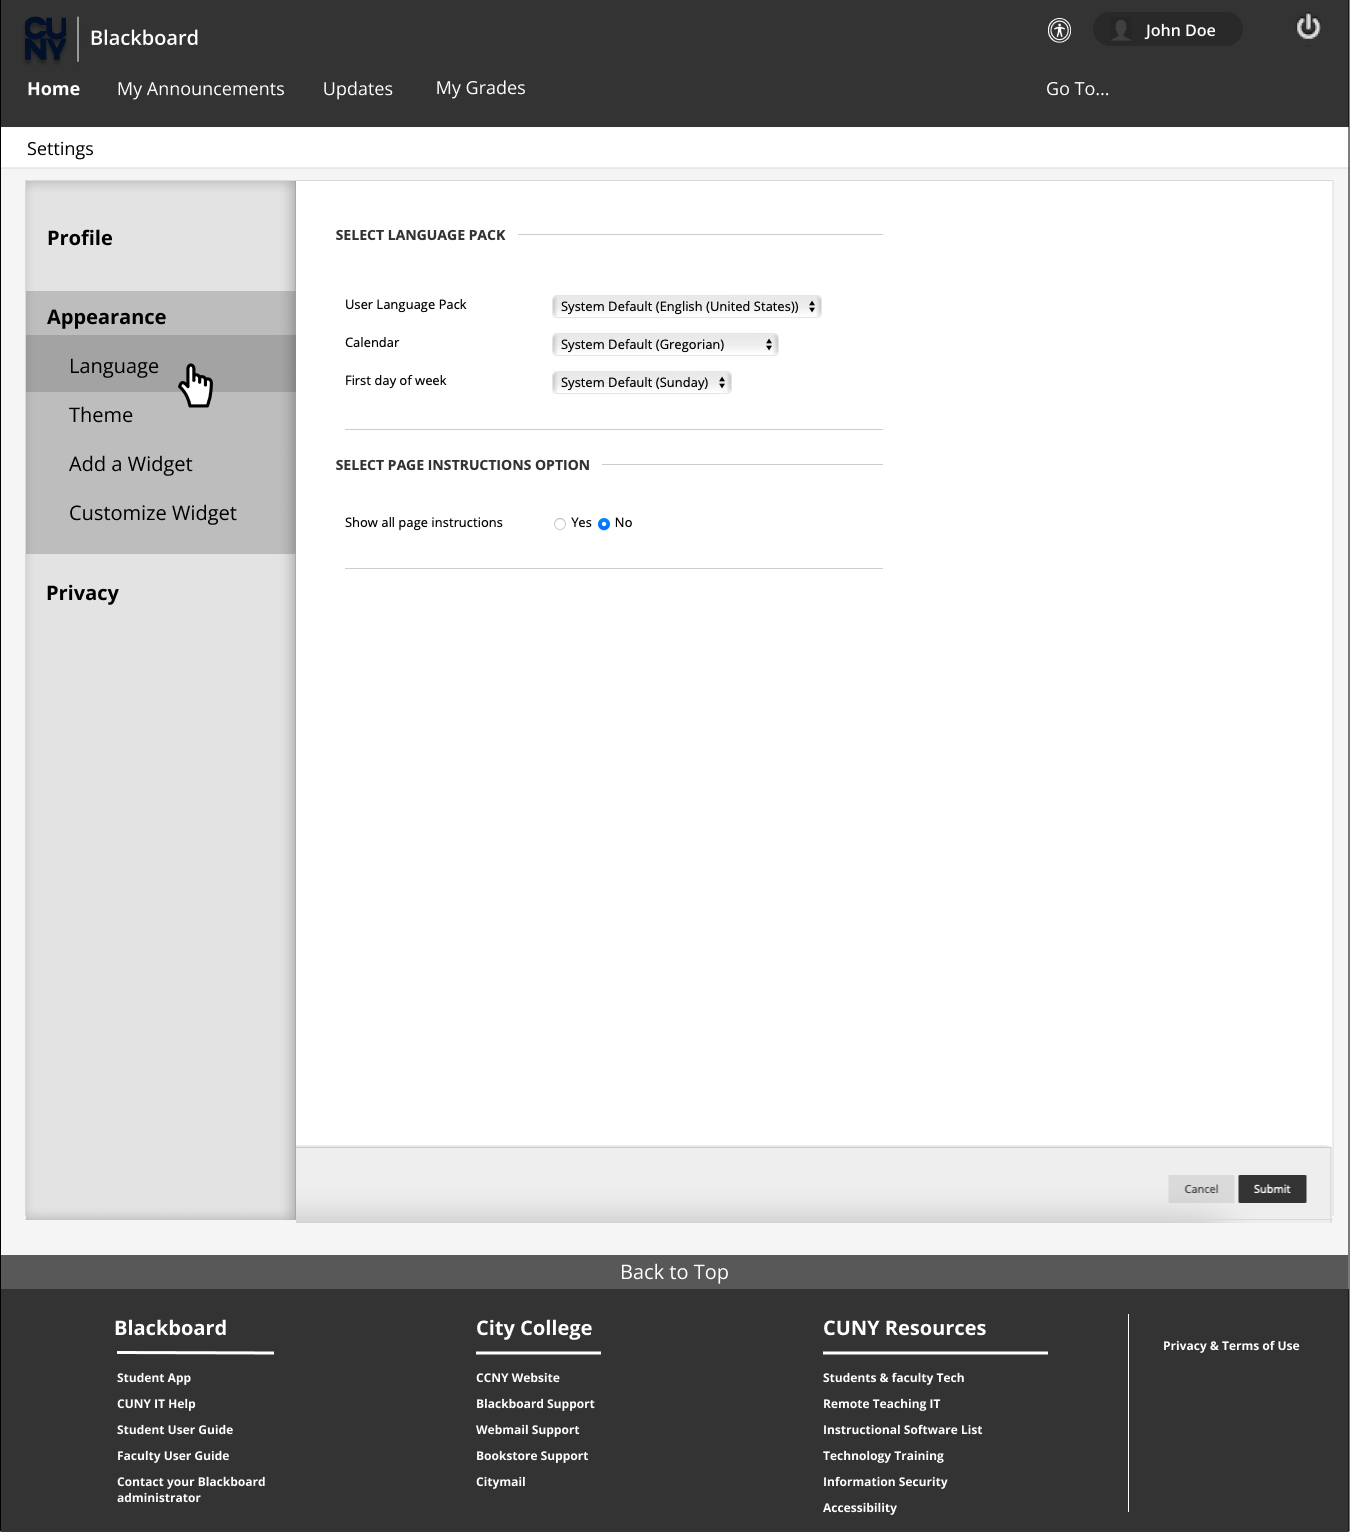 CUNY
Blackboard
John Doe
Home My Announcements Updates My Grades Go To...
Settings
Profile
Appearance
Language
Theme
Add a Widget
Customize Widget
Privacy
SELECT LANGUAGE PACK
User Language Pack System Default (English (United States))
Calendar System Default (Gregorian)
First day of week System Default (Sunday)
SELECT PAGE INSTRUCTIONS OPTION
Show all page instructions Yes No
Cancel Submit
Back to Top
Blackboard
Student App
CUNY IT Help
Student User Guide
Faculty User Guide
Contact your Blackboard
administrator
City College
CCNY Website
Blackboard Support
Webmail Support
Bookstore Support
Citymail
CUNY Resources
Students & faculty Tech
Remote Teaching IT
Instructional Software List
Technology Training
Information Security
Accessibility
Privacy & Terms of Use